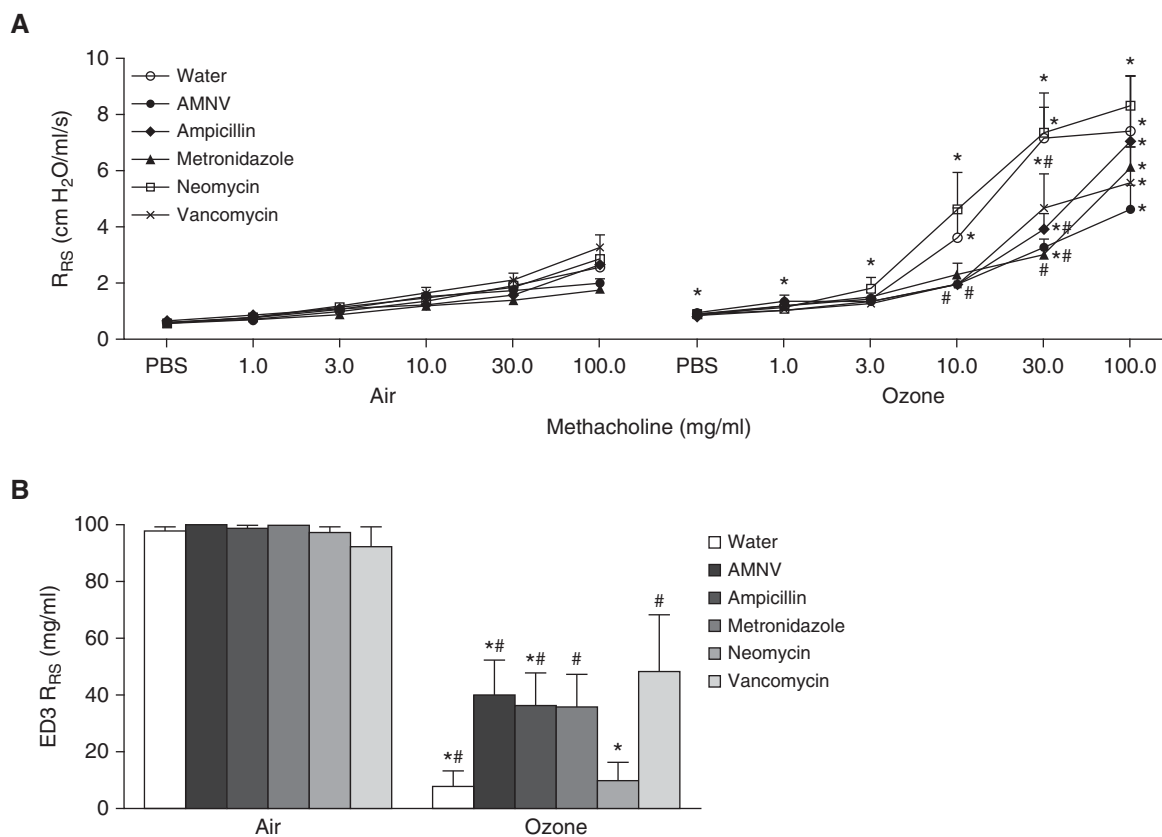 A
10
8
6
4
2
0
R_RS (cm H₂O/ml/s)
Water
AMNV
Ampicillin
Metronidazole
Neomycin
Vancomycin
* * * * * * * * *# *# *# # # # * * * * *
PBS 1.0 3.0 10.0 30.0 100.0 PBS 1.0 3.0 10.0 30.0 100.0
Air Ozone
Methacholine (mg/ml)
B
100
80
60
40
20
0
ED3 R_RS (mg/ml)
*# *# *# # * #
Water
AMNV
Ampicillin
Metronidazole
Neomycin
Vancomycin
Air Ozone